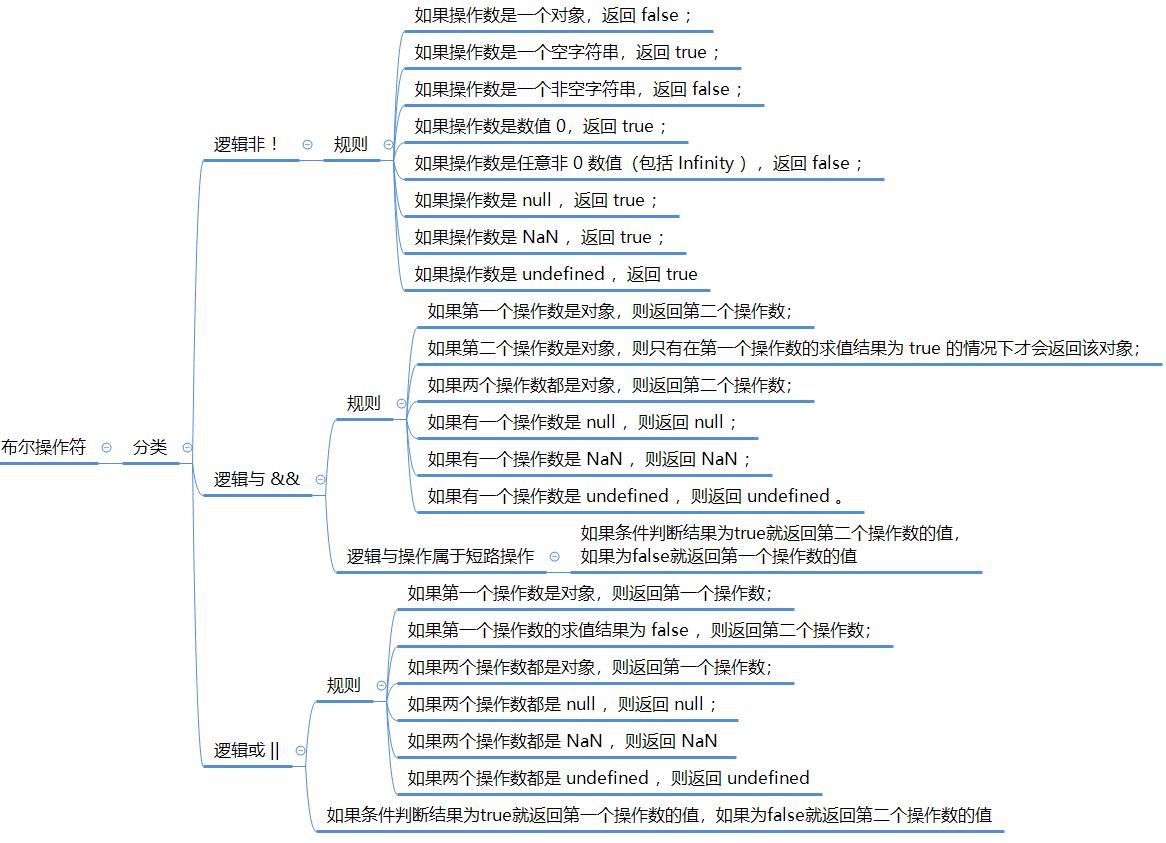 布尔操作符
分类
逻辑非！
规则
如果操作数是一个对象，返回 false ；
如果操作数是一个空字符串，返回 true ；
如果操作数是一个非空字符串，返回 false ；
如果操作数是数值 0，返回 true ；
如果操作数是任意非 0 数值（包括 Infinity ），返回 false ；
如果操作数是 null ，返回 true ；
如果操作数是 NaN ，返回 true ；
如果操作数是 undefined ，返回 true
逻辑与 &&
规则
如果第一个操作数是对象，则返回第二个操作数；
如果第二个操作数是对象，则只有在第一个操作数的求值结果为 true 的情况下才会返回该对象；
如果两个操作数都是对象，则返回第二个操作数；
如果有一个操作数是 null ，则返回 null ；
如果有一个操作数是 NaN ，则返回 NaN ；
如果有一个操作数是 undefined ，则返回 undefined 。
逻辑与操作属于短路操作
如果条件判断结果为true就返回第二个操作数的值，
如果为false就返回第一个操作数的值
逻辑或 ||
规则
如果第一个操作数是对象，则返回第一个操作数；
如果第一个操作数的求值结果为 false ，则返回第二个操作数；
如果两个操作数都是对象，则返回第一个操作数；
如果两个操作数都是 null ，则返回 null ；
如果两个操作数都是 NaN ，则返回 NaN
如果两个操作数都是 undefined ，则返回 undefined
如果条件判断结果为true就返回第一个操作数的值，如果为false就返回第二个操作数的值